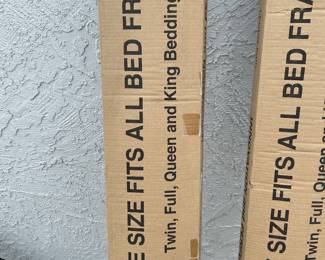 E SIZE FITS ALL BED FR
Twin, Full, Queen and King Bedding
SIZE FITS ALL BED FRA
Twin, Full, Queen and